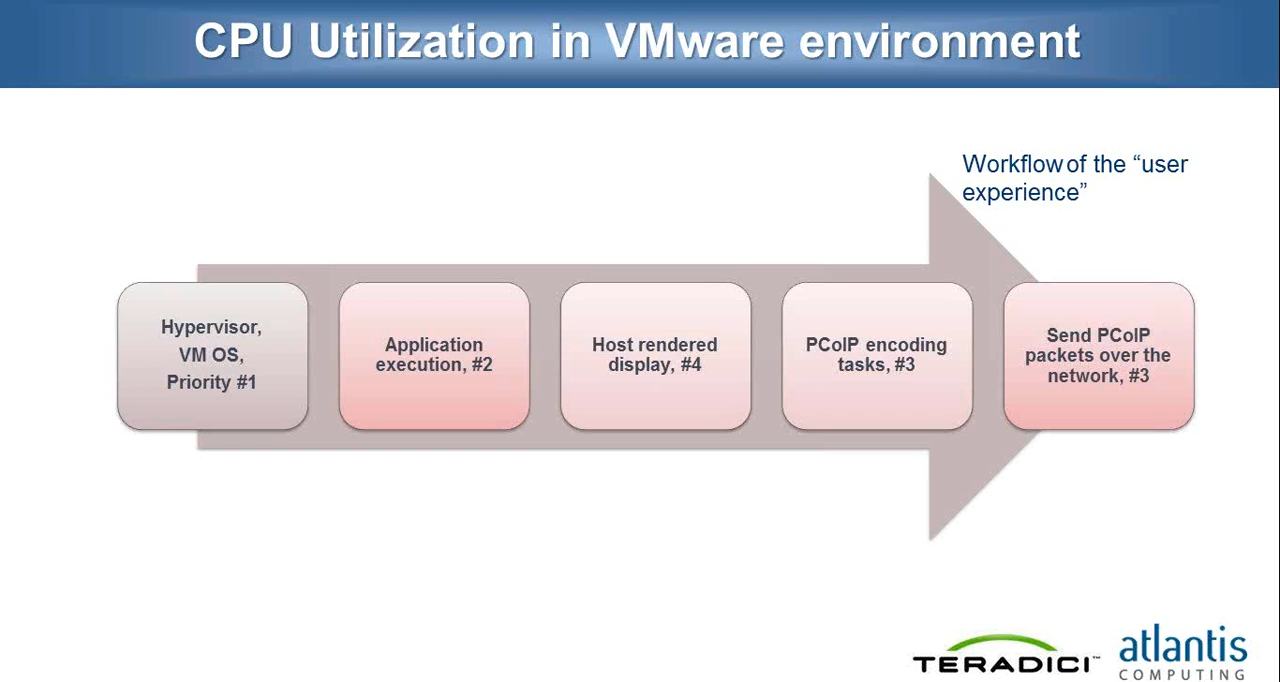 CPU Utilization in VMware environment
Workflow of the “user
experience”
Hypervisor,
VM OS,
Priority #1
Application
execution, #2
Host rendered
display, #4
PCoIP encoding
tasks, #3
Send PCoIP
packets over the
network, #3
TERADICI™
atlantis
COMPUTING